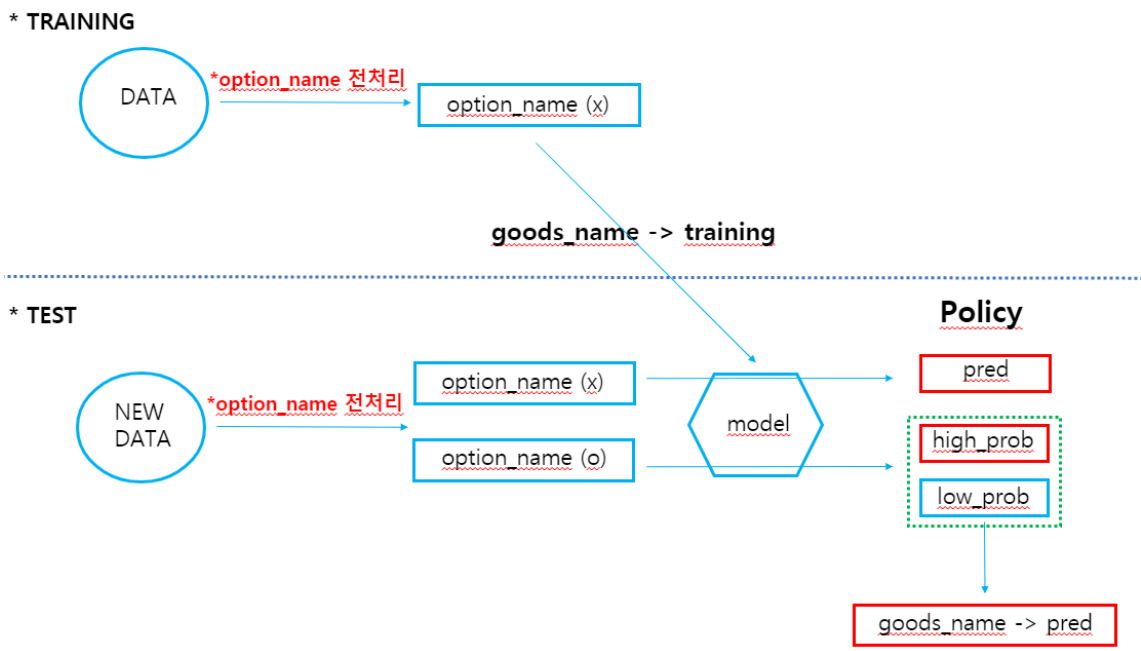 * TRAINING
DATA
*option_name 전처리
option_name (x)
goods_name -> training
* TEST
Policy
NEW
DATA
*option_name 전처리
option_name (x)
option_name (o)
model
pred
high_prob
low_prob
goods_name -> pred